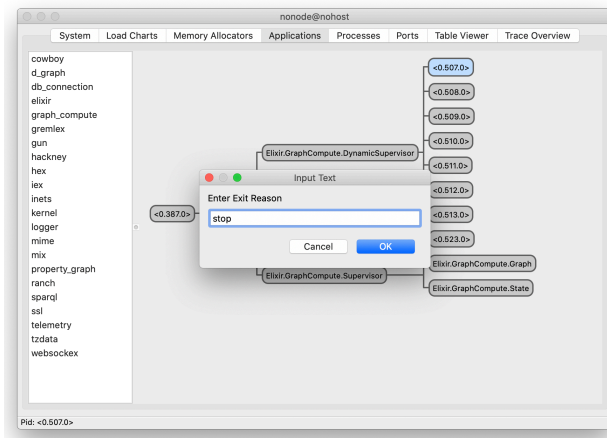 nonode@nohost
System Load Charts Memory Allocators Applications Processes Ports Table Viewer Trace Overview
cowboy
d_graph
db_connection
elixir
graph_compute
gremlex
gun
hackney
hex
iex
inets
kernel
logger
mime
mix
property_graph
ranch
sparql
ssl
telemetry
tzdata
websockex
<0.387.0>
Elixir.GraphCompute.DynamicSupervisor
Elixir.GraphCompute.Supervisor
<0.507.0>
<0.508.0>
<0.509.0>
<0.510.0>
<0.511.0>
<0.512.0>
<0.513.0>
<0.523.0>
Elixir.GraphCompute.Graph
Elixir.GraphCompute.State
Input Text
Enter Exit Reason
stop
Cancel OK
Pid: <0.507.0>